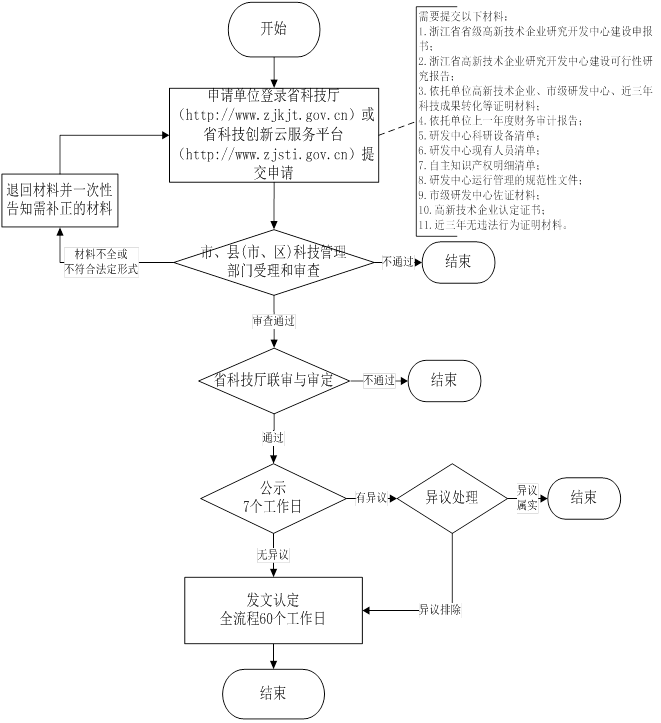 开始
需要提交以下材料：
1.浙江省省级高新技术企业研究开发中心建设申报
书；
2.浙江省高新技术企业研究开发中心建设可行性研
究报告；
3.依托单位高新技术企业、市级研发中心、近三年
科技成果转化等证明材料；
4.依托单位上一年度财务审计报告；
5.研发中心科研设备清单；
6.研发中心现有人员清单；
7.自主知识产权明细清单；
8.研发中心运行管理的规范性文件；
9.市级研发中心佐证材料；
10.高新技术企业认定证书；
11.近三年无违法行为证明材料。
申请单位登录省科技厅
（http://www.zjkjt.gov.cn）或
省科技创新云服务平台
（http://www.zjsti.gov.cn）提
交申请
退回材料并一次性
告知需补正的材料
材料不全或
不符合法定形式
市、县(市、区)科技管理
部门受理和审查
不通过
结束
审查通过
省科技厅联审与审定
不通过
结束
通过
公示
7个工作日
有异议
异议处理
异议
属实
结束
无异议
异议排除
发文认定
全流程60个工作日
结束